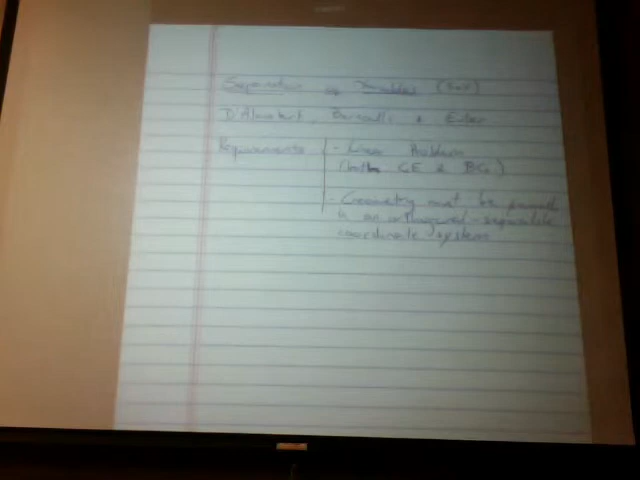 Separation of Variables (SoV)
D'Alembert, Bernoulli & Euler
Requirements - Linear Problem
(both GE & BCs)
- Geometry must be
in an orthogonal-separable
coordinate system